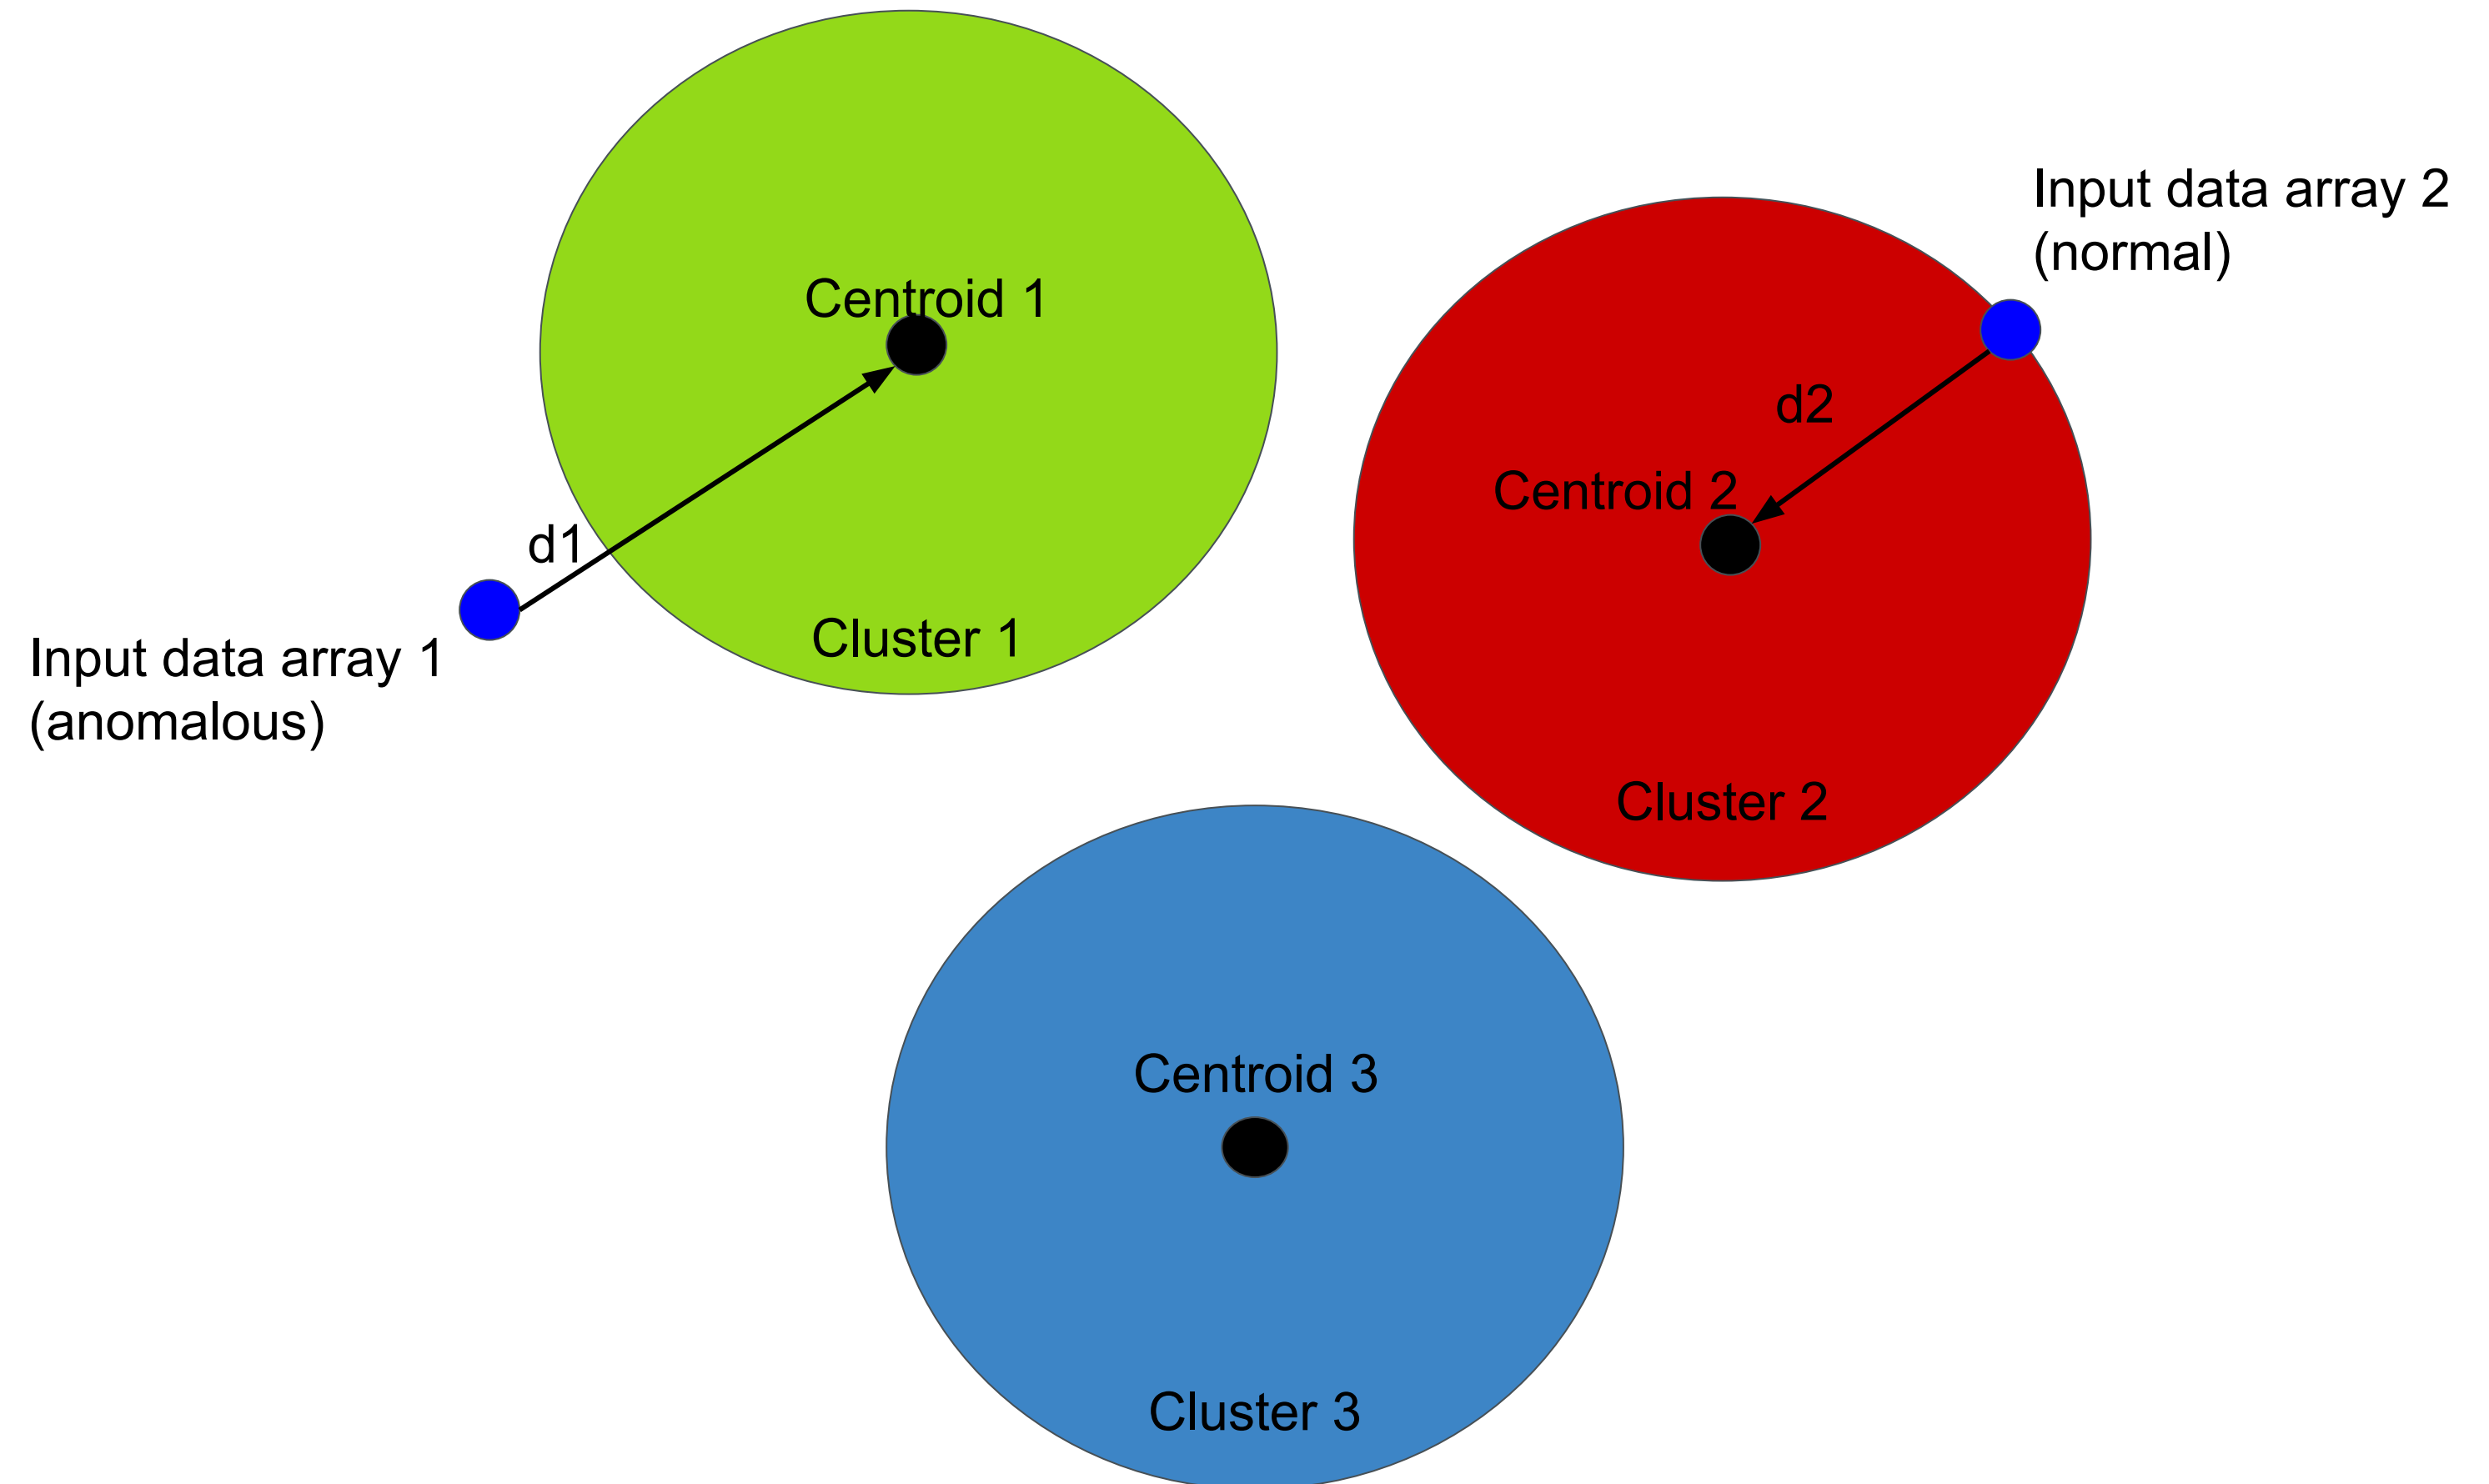 Centroid 1
d1
Cluster 1
Input data array 1
(anomalous)
Input data array 2
(normal)
d2
Centroid 2
Cluster 2
Centroid 3
Cluster 3